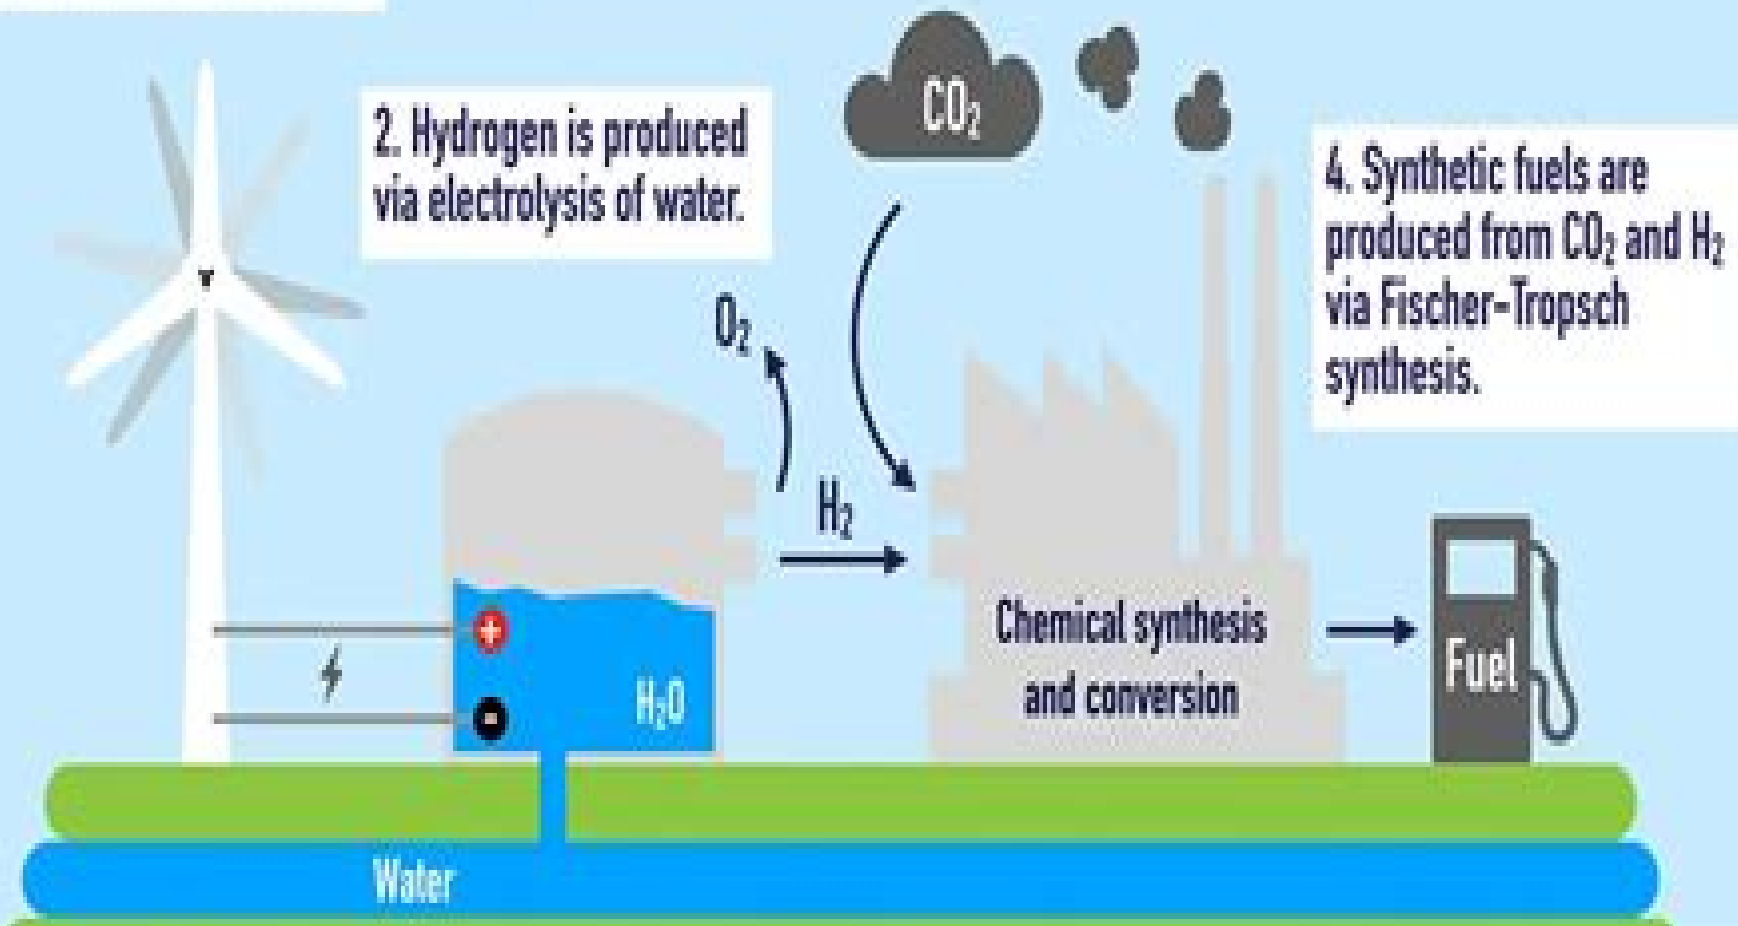 2. Hydrogen is produced
via electrolysis of water.
CO₂
4. Synthetic fuels are
produced from CO₂ and H₂
via Fischer-Tropsch
synthesis.
O₂
H₂
Chemical synthesis
and conversion
Fuel
+
H₂O
-
Water